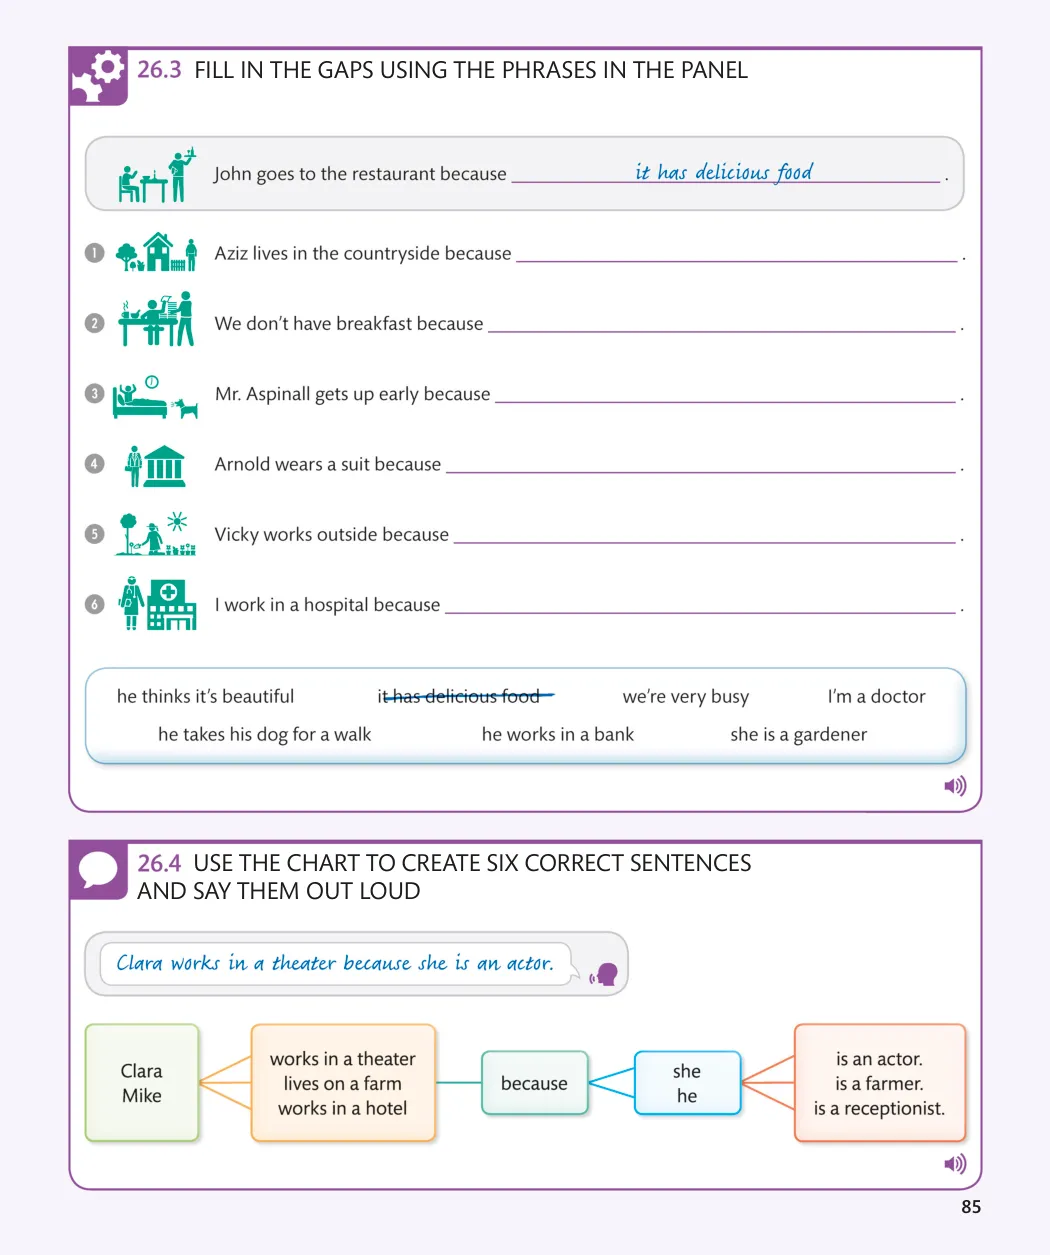 26.3 FILL IN THE GAPS USING THE PHRASES IN THE PANEL
John goes to the restaurant because it has delicious food .
1 Aziz lives in the countryside because .
2 We don’t have breakfast because .
3 Mr. Aspinall gets up early because .
4 Arnold wears a suit because .
5 Vicky works outside because .
6 I work in a hospital because .
he thinks it’s beautiful it has delicious food we’re very busy I’m a doctor
he takes his dog for a walk he works in a bank she is a gardener
26.4 USE THE CHART TO CREATE SIX CORRECT SENTENCES
AND SAY THEM OUT LOUD
Clara works in a theater because she is an actor.
Clara
Mike
works in a theater
lives on a farm
works in a hotel
because
she
he
is an actor.
is a farmer.
is a receptionist.
85